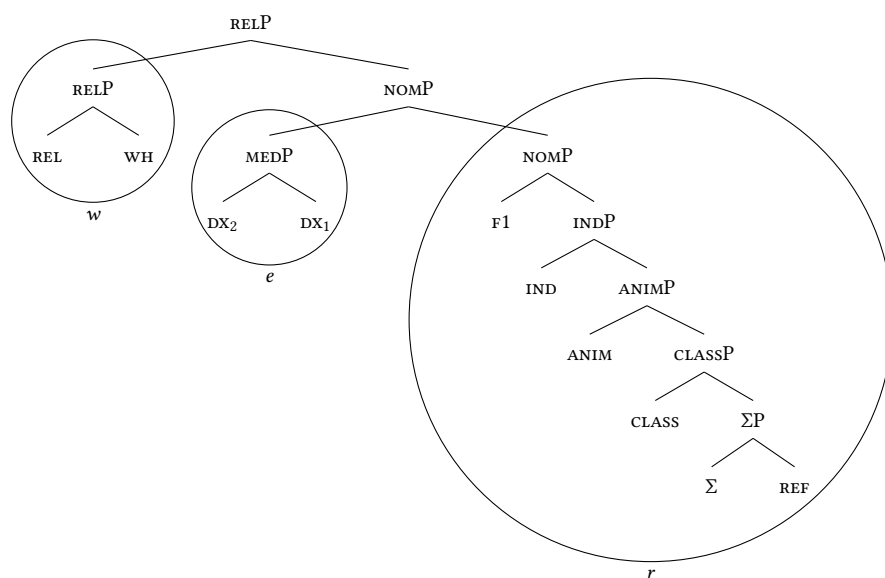 RELP
RELP NOMP
REL WH MEDP NOMP
w DX₂ DX₁ F1 INDP
e IND ANIMP
ANIM CLASSP
CLASS ΣP
Σ REF
r